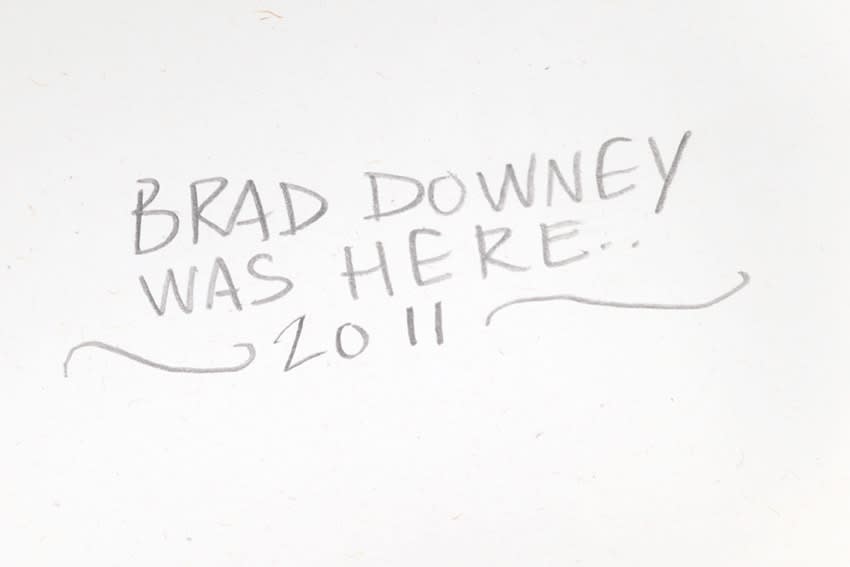 BRAD DOWNEY
WAS HERE..
2011